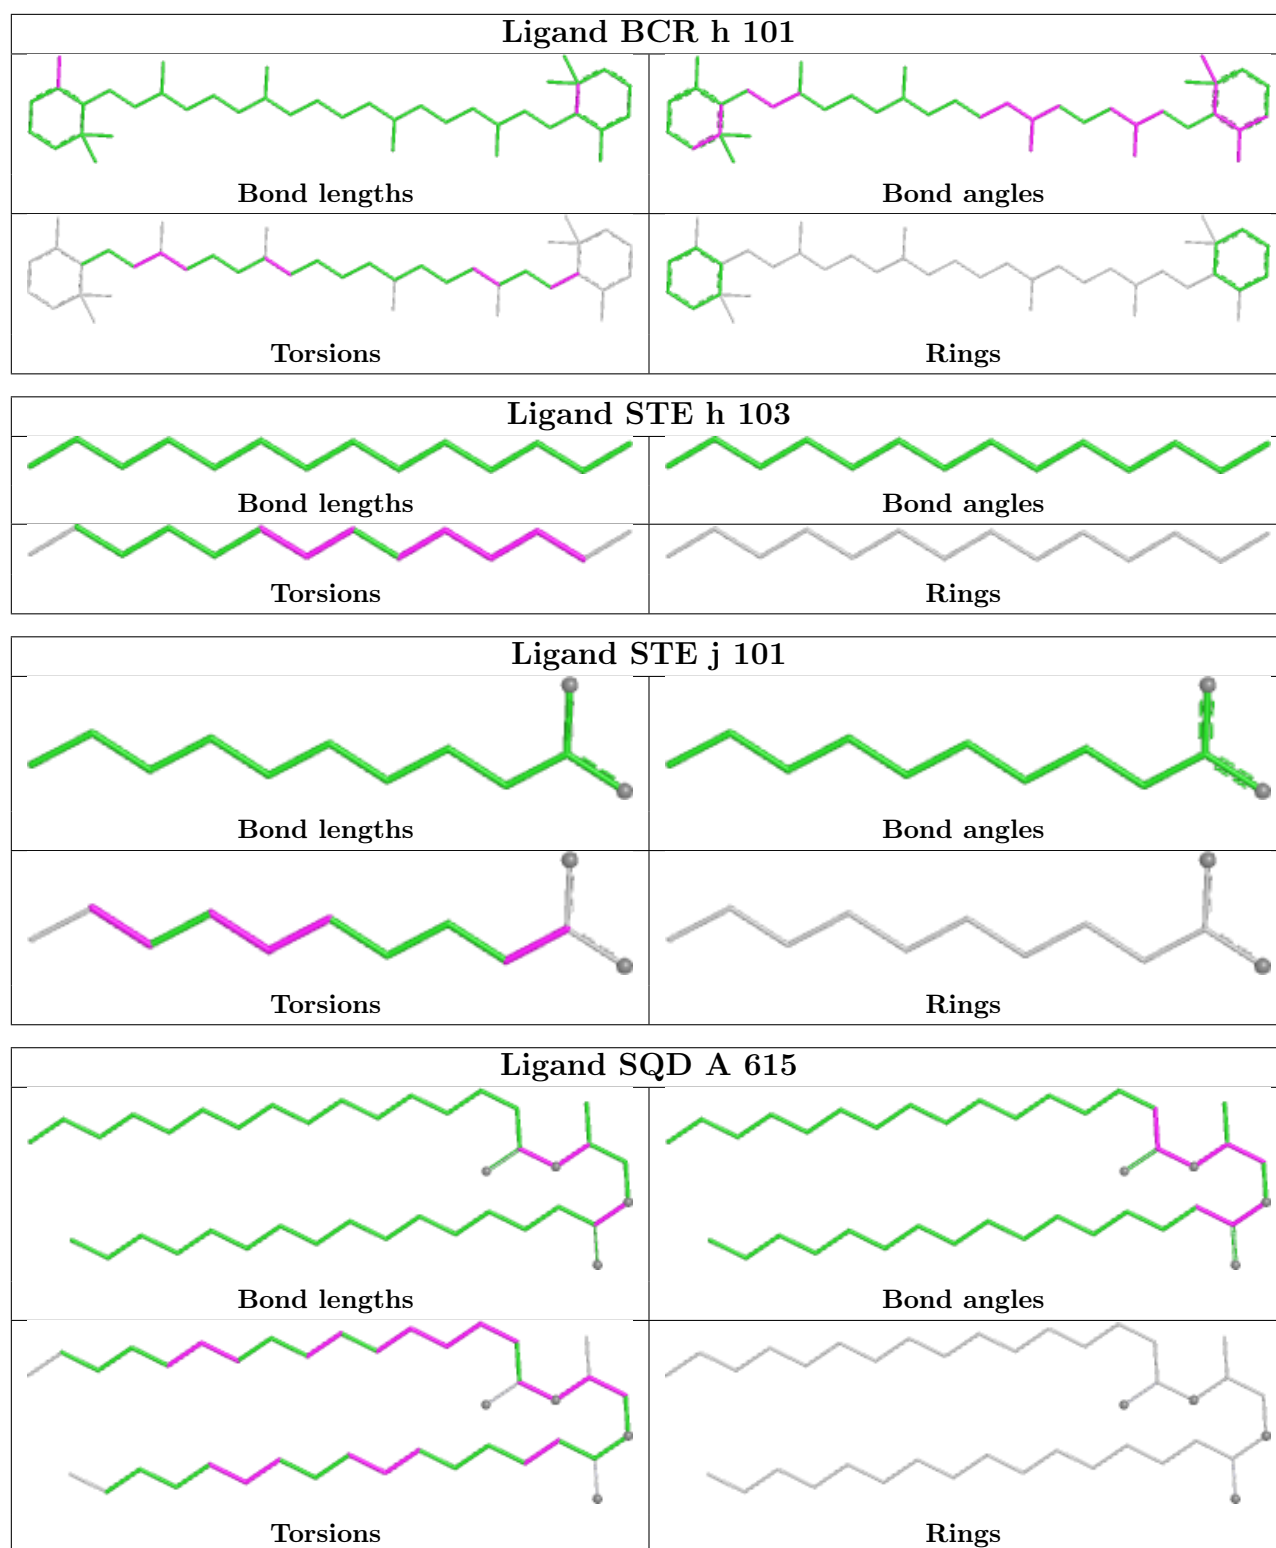 Ligand BCR h 101
Bond lengths
Bond angles
Torsions
Rings
Ligand STE h 103
Bond lengths
Bond angles
Torsions
Rings
Ligand STE j 101
Bond lengths
Bond angles
Torsions
Rings
Ligand SQD A 615
Bond lengths
Bond angles
Torsions
Rings